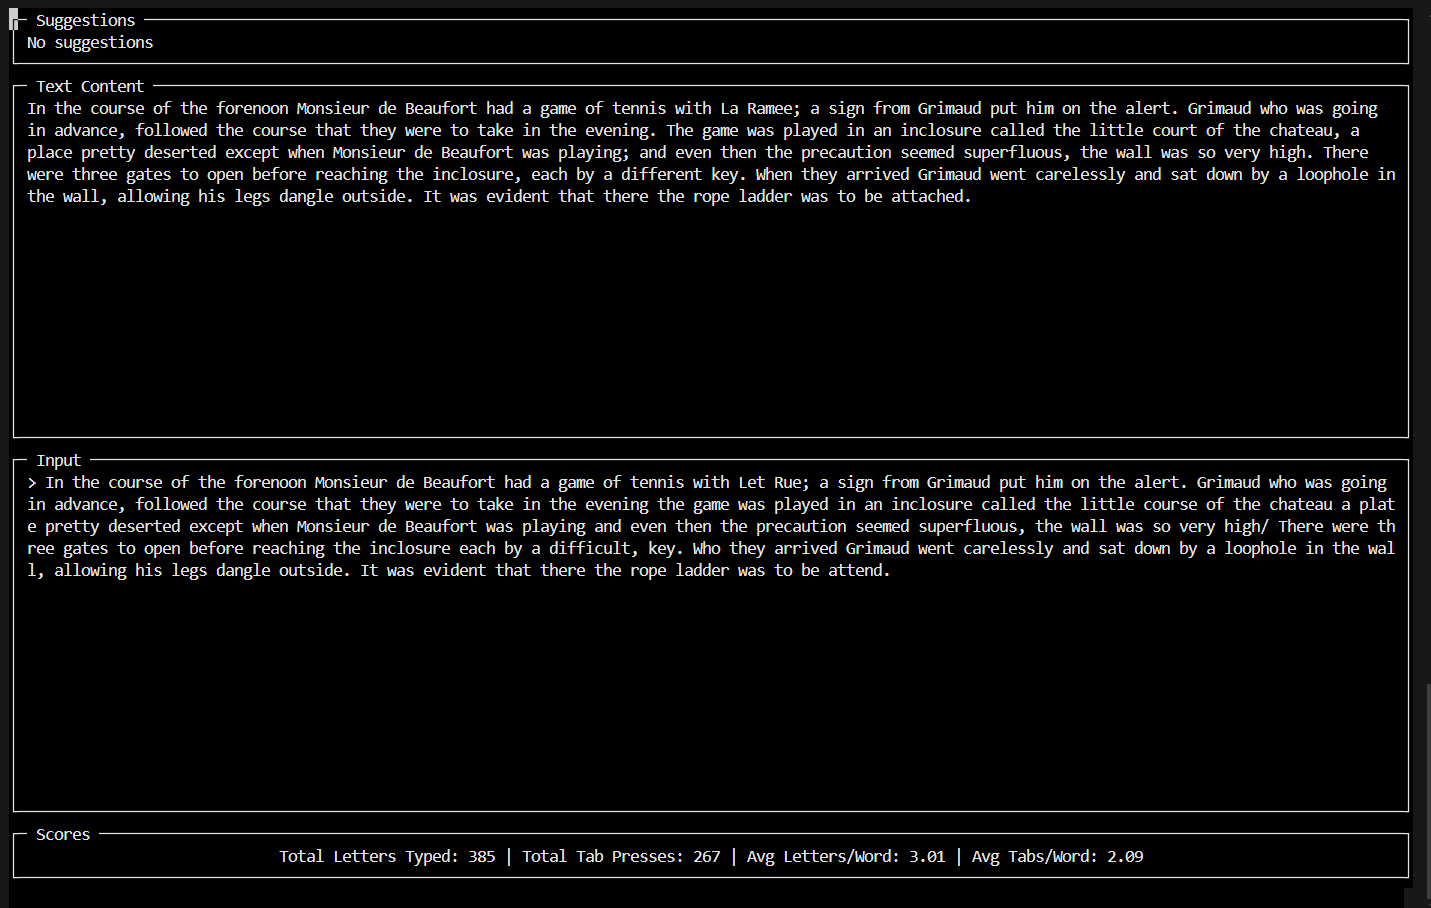 Suggestions
No suggestions
Text Content
In the course of the forenoon Monsieur de Beaufort had a game of tennis with La Ramee; a sign from Grimaud put him on the alert. Grimaud who was going
in advance, followed the course that they were to take in the evening. The game was played in an inclosure called the little court of the chateau, a
place pretty deserted except when Monsieur de Beaufort was playing; and even then the precaution seemed superfluous, the wall was so very high. There
were three gates to open before reaching the inclosure, each by a different key. When they arrived Grimaud went carelessly and sat down by a loophole in
the wall, allowing his legs dangle outside. It was evident that there the rope ladder was to be attached.
Input
> In the course of the forenoon Monsieur de Beaufort had a game of tennis with Let Rue; a sign from Grimaud put him on the alert. Grimaud who was going
in advance, followed the course that they were to take in the evening the game was played in an inclosure called the little course of the chateau a plat
e pretty deserted except when Monsieur de Beaufort was playing and even then the precaution seemed superfluous, the wall was so very high/ There were th
ree gates to open before reaching the inclosure each by a difficult, key. Who they arrived Grimaud went carelessly and sat down by a loophole in the wal
l, allowing his legs dangle outside. It was evident that there the rope ladder was to be attend.
Scores
Total Letters Typed: 385 | Total Tab Presses: 267 | Avg Letters/Word: 3.01 | Avg Tabs/Word: 2.09